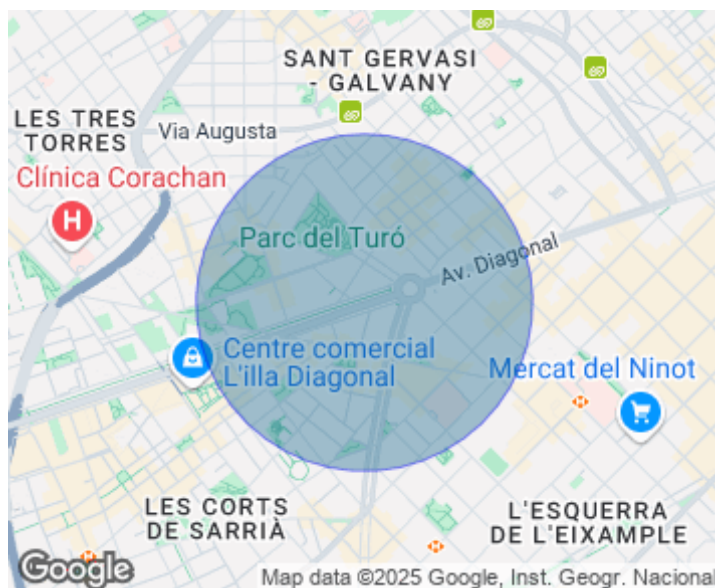 SANT GERVASI
- GALVANY
LES TRES
TORRES
Via Augusta
Clínica Corachan
H
Parc del Turó
Av. Diagonal
Centre comercial
L'illa Diagonal
Mercat del Ninot
LES CORTS
DE SARRIÀ
L'ESQUERRA
DE L'EIXAMPLE
Google
Map data ©2025 Google, Inst. Geogr. Nacional